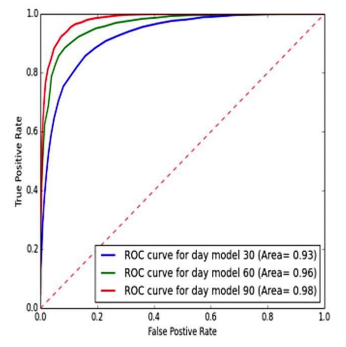 1.0
0.8
0.6
0.4
0.2
0.0
True Positive Rate
ROC curve for day model 30 (Area= 0.93)
ROC curve for day model 60 (Area= 0.96)
ROC curve for day model 90 (Area= 0.98)
0.0 0.2 0.4 0.6 0.8 1.0
False Postive Rate